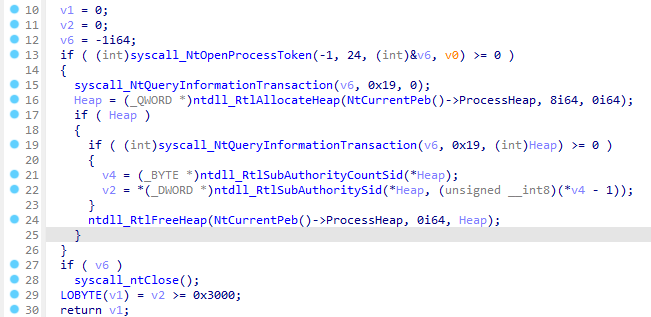 10 v1 = 0;
11 v2 = 0;
12 v6 = -1i64;
13 if ( (int)syscall_NtOpenProcessToken(-1, 24, (int)&v6, v0) >= 0 )
14 {
15 syscall_NtQueryInformationTransaction(v6, 0x19, 0);
16 Heap = (_QWORD *)ntdll_RtlAllocateHeap(NtCurrentPeb()->ProcessHeap, 8i64, 0i64);
17 if ( Heap )
18 {
19 if ( (int)syscall_NtQueryInformationTransaction(v6, 0x19, (int)Heap) >= 0 )
20 {
21 v4 = (_BYTE *)ntdll_RtlSubAuthorityCountSid(*Heap);
22 v2 = *(_DWORD *)ntdll_RtlSubAuthoritySid(*Heap, (unsigned __int8)(*v4 - 1));
23 }
24 ntdll_RtlFreeHeap(NtCurrentPeb()->ProcessHeap, 0i64, Heap);
25 }
26 }
27 if ( v6 )
28 syscall_ntClose();
29 LOBYTE(v1) = v2 >= 0x3000;
30 return v1;